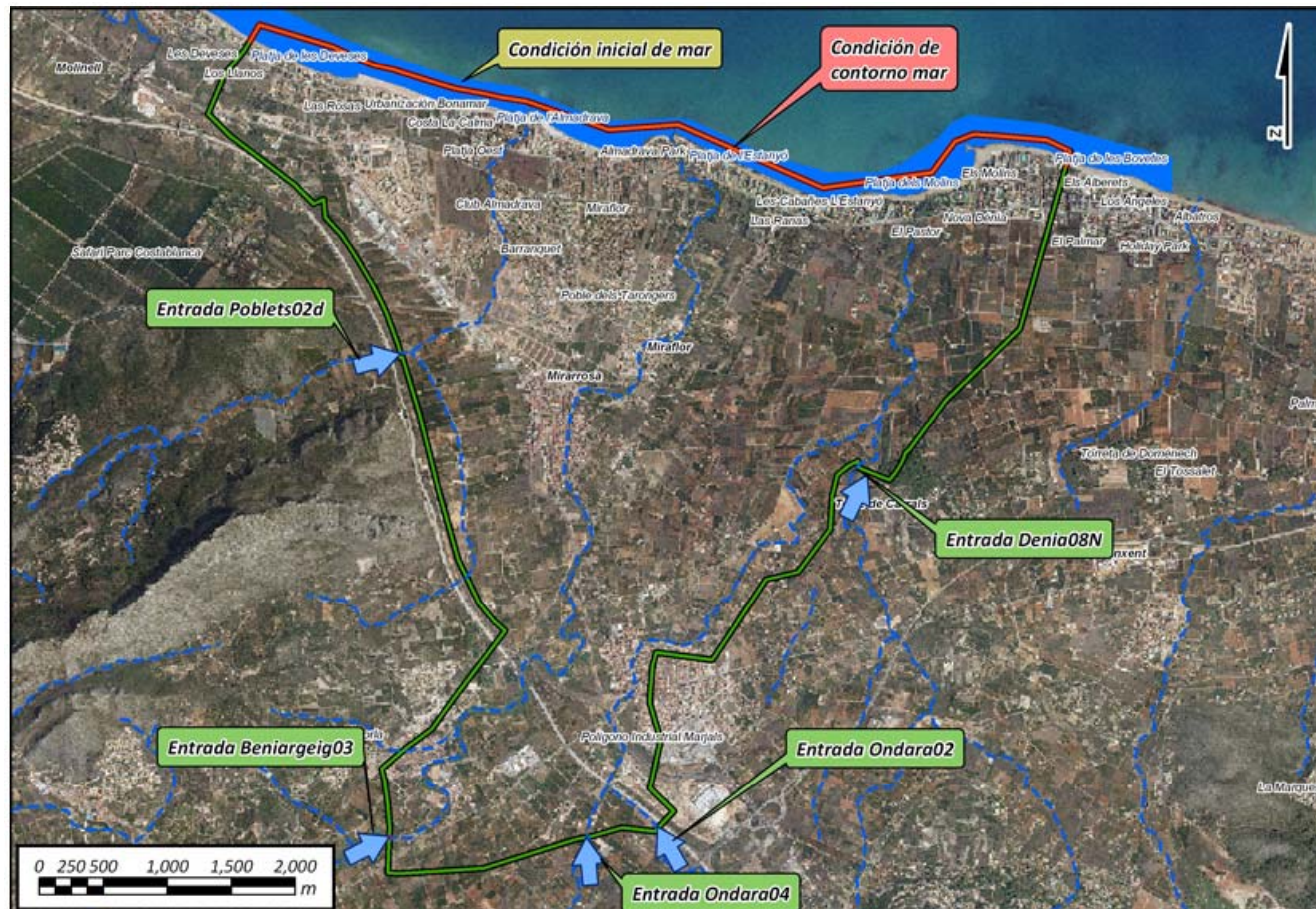 Condición inicial de mar
Condición de
contorno mar
Molinell
Les Deveses
Platja de les Deveses
Los Llanos
Las Rosas
Urbanización Bonamar
Costa La Calma
Platja de l'Almadrava
Platja Oest
Almadrava Park
Platja de l'Estanyó
Platja de les Bovetes
Platja dels Molins
Els Molins
Els Alberets
Les Cabañes L'Estanyó
Los Angeles
Las Ranas
Nova Dénia
Albatros
El Pastor
El Palmar
Holiday Park
Club Almadrava
Miraflor
Barranquet
Safari Parc Costablanca
Poble dels Tarongers
Entrada Poblets02d
Miraflor
Mirarrosa
Torreta de Domènech
El Tossalet
Entrada Denia08N
Entrada Beniargeig03
Polígono Industrial Marjals
Entrada Ondara02
La Marque
Entrada Ondara04
0 250 500 1,000 1,500 2,000
m
N